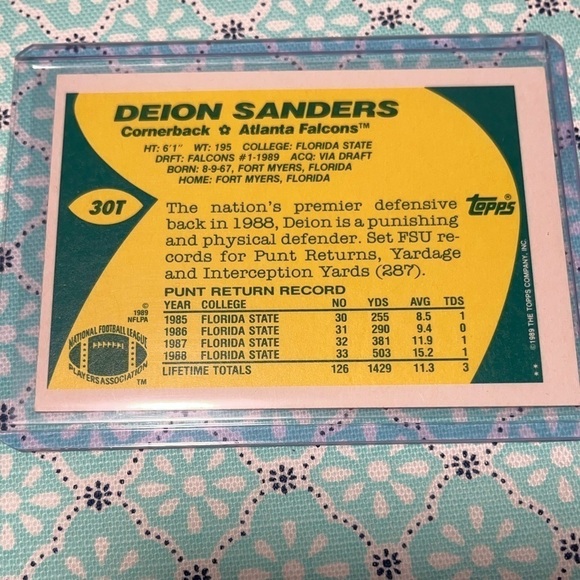 DEION SANDERS
Cornerback ✪ Atlanta Falcons™
HT: 6'1" WT: 195 COLLEGE: FLORIDA STATE
DRFT: FALCONS #1-1989 ACQ: VIA DRAFT
BORN: 8-9-67, FORT MYERS, FLORIDA
HOME: FORT MYERS, FLORIDA
30T
TOPPS®
The nation's premier defensive
back in 1988, Deion is a punishing
and physical defender. Set FSU re-
cords for Punt Returns, Yardage
and Interception Yards (287).
PUNT RETURN RECORD
YEAR COLLEGE NO YDS AVG TDS
1985 FLORIDA STATE 30 255 8.5 1
1986 FLORIDA STATE 31 290 9.4 0
1987 FLORIDA STATE 32 381 11.9 1
1988 FLORIDA STATE 33 503 15.2 1
LIFETIME TOTALS 126 1429 11.3 3
©
1989
NFLPA
NATIONAL FOOTBALL LEAGUE
PLAYERS ASSOCIATION
TM
©1989 THE TOPPS COMPANY, INC.
**